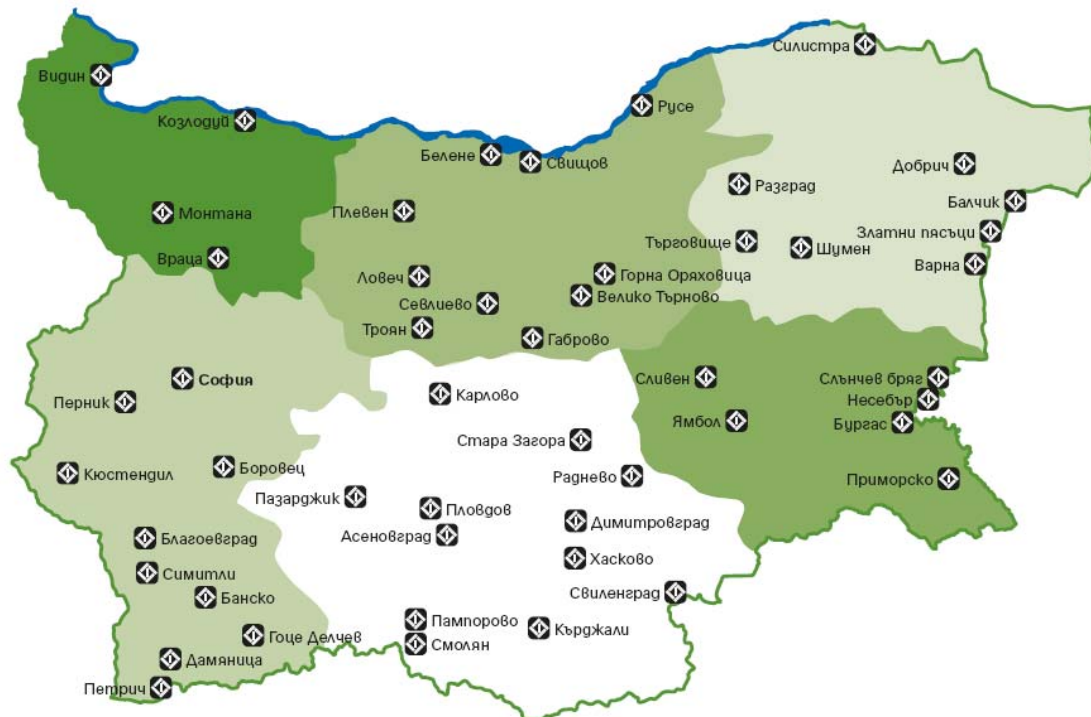 Силистра
Видин
Русе
Козлодуй
Белене
Свищов
Добрич
Разград
Балчик
Монтана
Плевен
Златни пясъци
Търговище
Шумен
Враца
Варна
Ловеч
Горна Оряховица
Севлиево
Велико Търново
Троян
Габрово
София
Сливен
Слънчев бряг
Перник
Карлово
Несебър
Ямбол
Бургас
Стара Загора
Кюстендил
Боровец
Раднево
Приморско
Пазарджик
Пловдов
Димитровград
Асеновград
Благоевград
Хасково
Симитли
Свиленград
Банско
Пампорово
Кърджали
Гоце Делчев
Смолян
Дамяница
Петрич